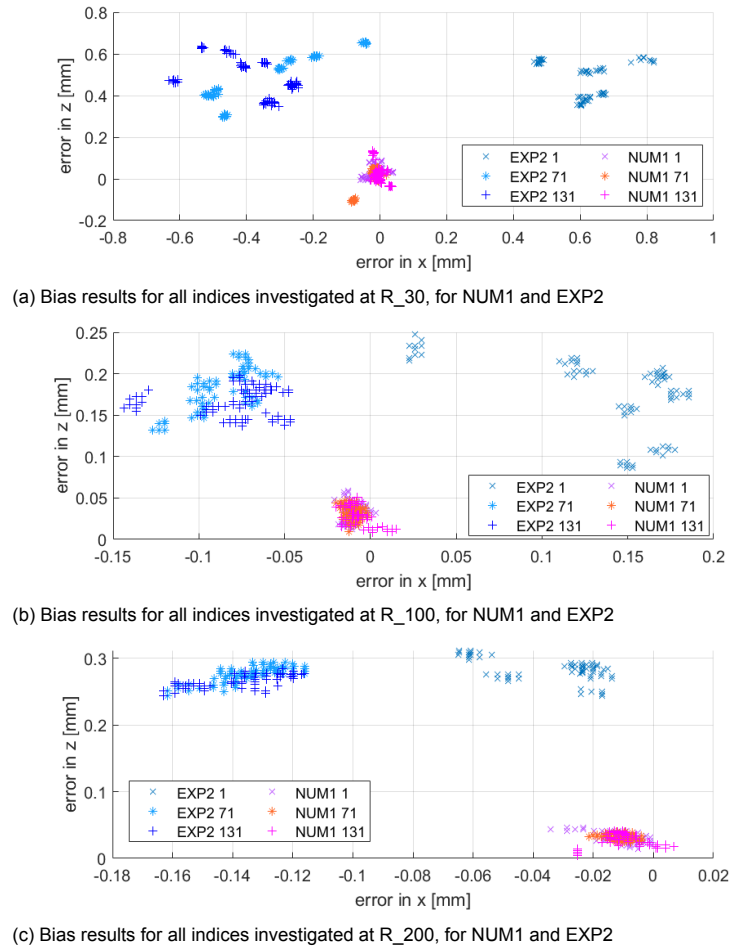 0.8
0.6
0.4
0.2
0
-0.2
error in z [mm]
EXP2 1 NUM1 1
EXP2 71 NUM1 71
EXP2 131 NUM1 131
-0.8 -0.6 -0.4 -0.2 0 0.2 0.4 0.6 0.8 1
error in x [mm]
(a) Bias results for all indices investigated at R_30, for NUM1 and EXP2
0.25
0.2
0.15
0.1
0.05
0
error in z [mm]
EXP2 1 NUM1 1
EXP2 71 NUM1 71
EXP2 131 NUM1 131
-0.15 -0.1 -0.05 0 0.05 0.1 0.15 0.2
error in x [mm]
(b) Bias results for all indices investigated at R_100, for NUM1 and EXP2
0.3
0.2
0.1
0
error in z [mm]
EXP2 1 NUM1 1
EXP2 71 NUM1 71
EXP2 131 NUM1 131
-0.18 -0.16 -0.14 -0.12 -0.1 -0.08 -0.06 -0.04 -0.02 0 0.02
error in x [mm]
(c) Bias results for all indices investigated at R_200, for NUM1 and EXP2